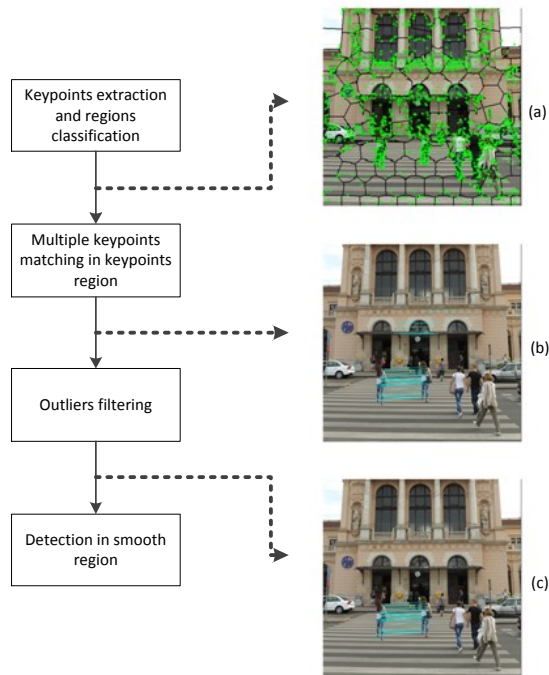 Keypoints extraction
and regions
classification
(a)
Multiple keypoints
matching in keypoints
region
(b)
Outliers filtering
Detection in smooth
region
(c)